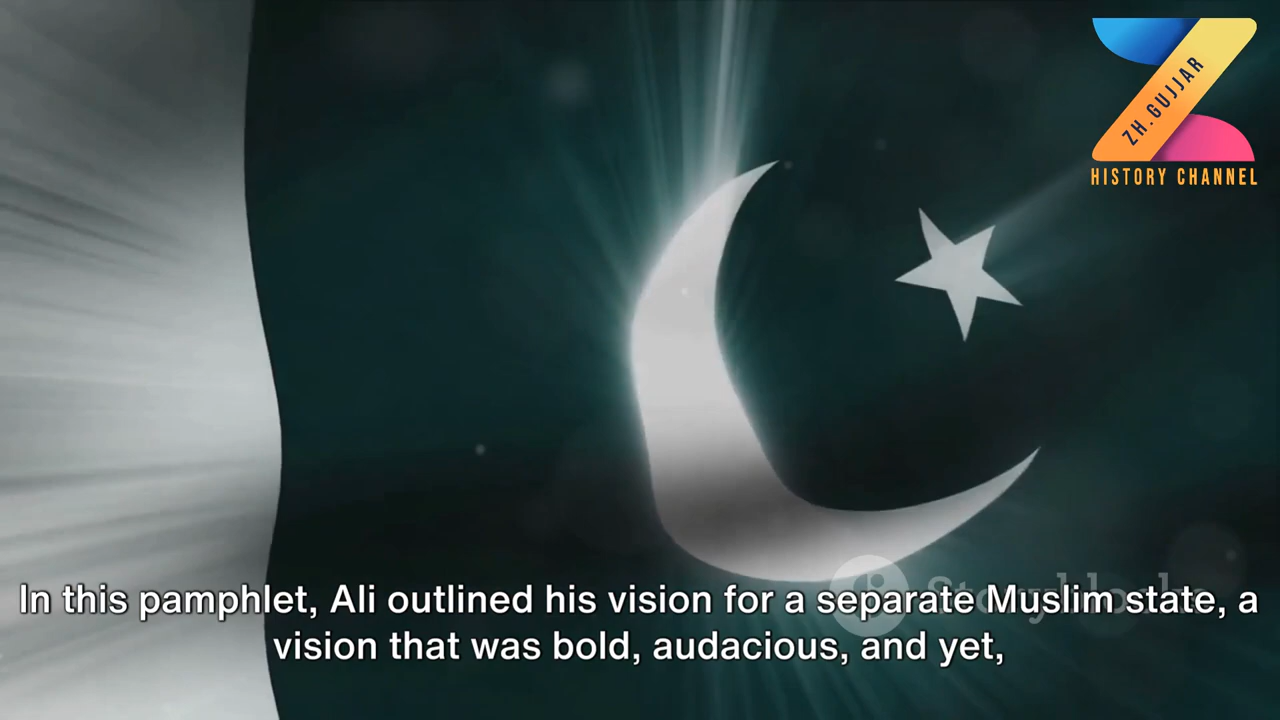 ZH.GUJJAR
HISTORY CHANNEL
In this pamphlet, Ali outlined his vision for a separate Muslim state, a
vision that was bold, audacious, and yet,